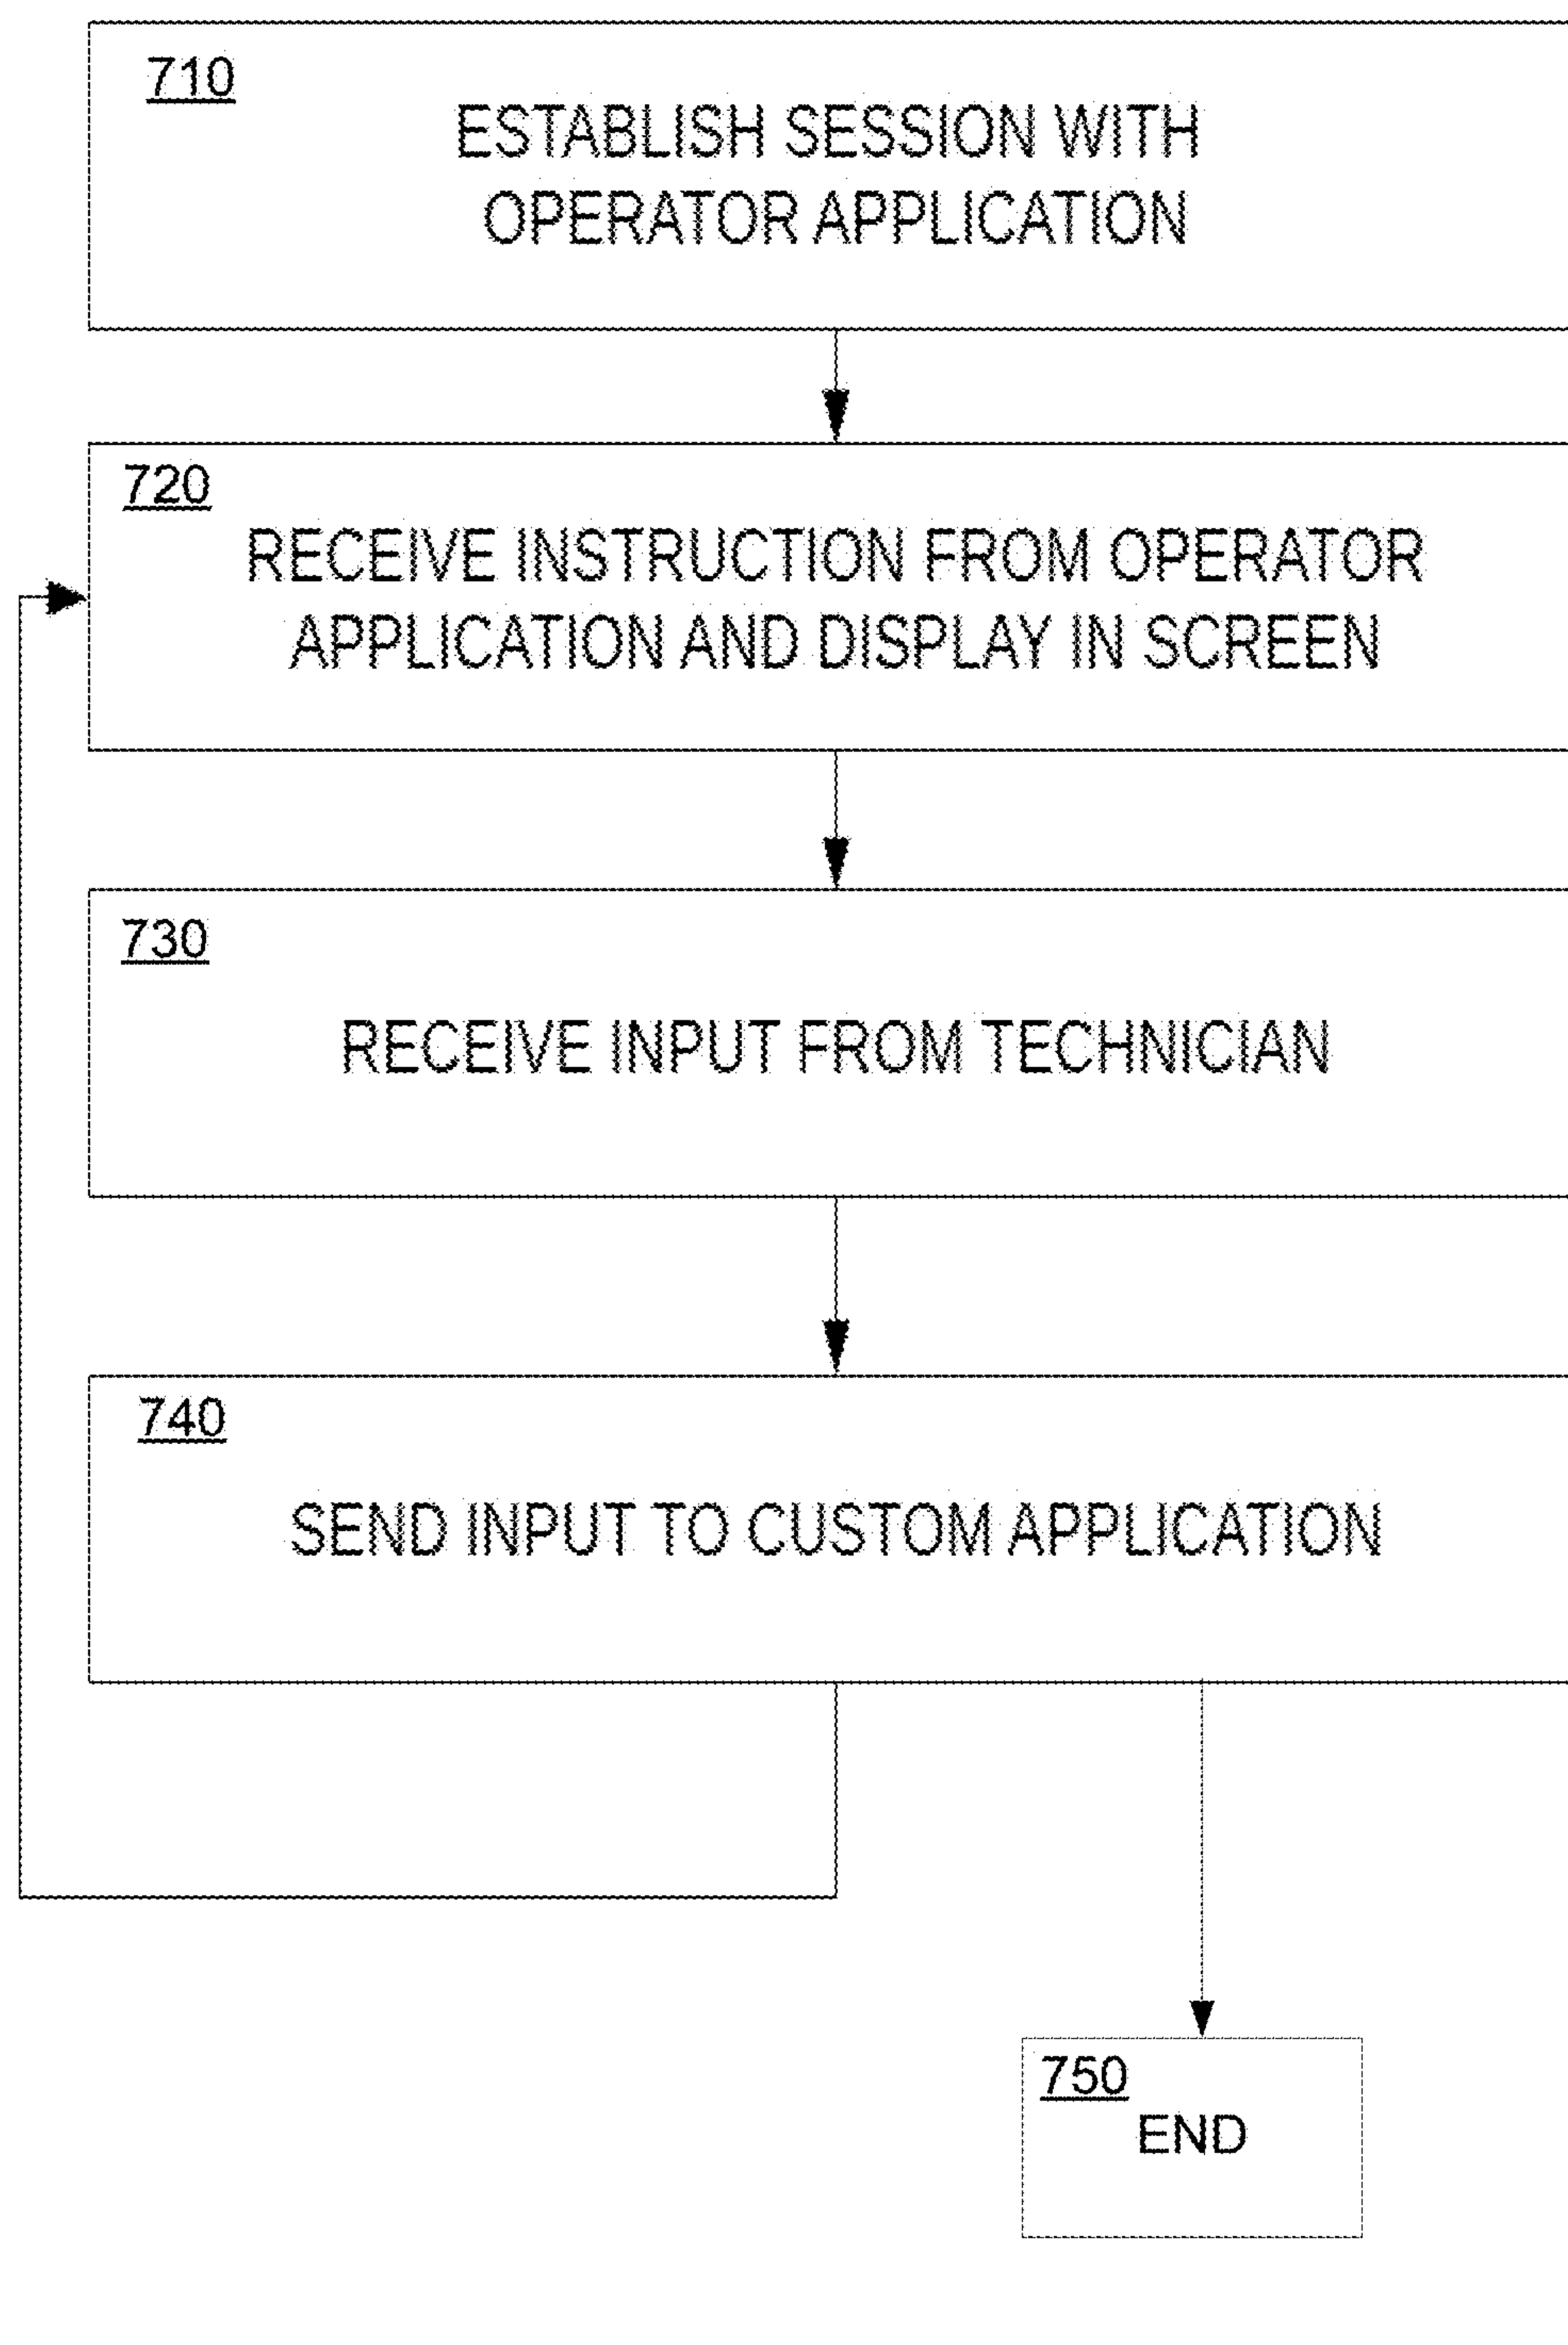 710
ESTABLISH SESSION WITH
OPERATOR APPLICATION
720
RECEIVE INSTRUCTION FROM OPERATOR
APPLICATION AND DISPLAY IN SCREEN
730
RECEIVE INPUT FROM TECHNICIAN
740
SEND INPUT TO CUSTOM APPLICATION
750
END